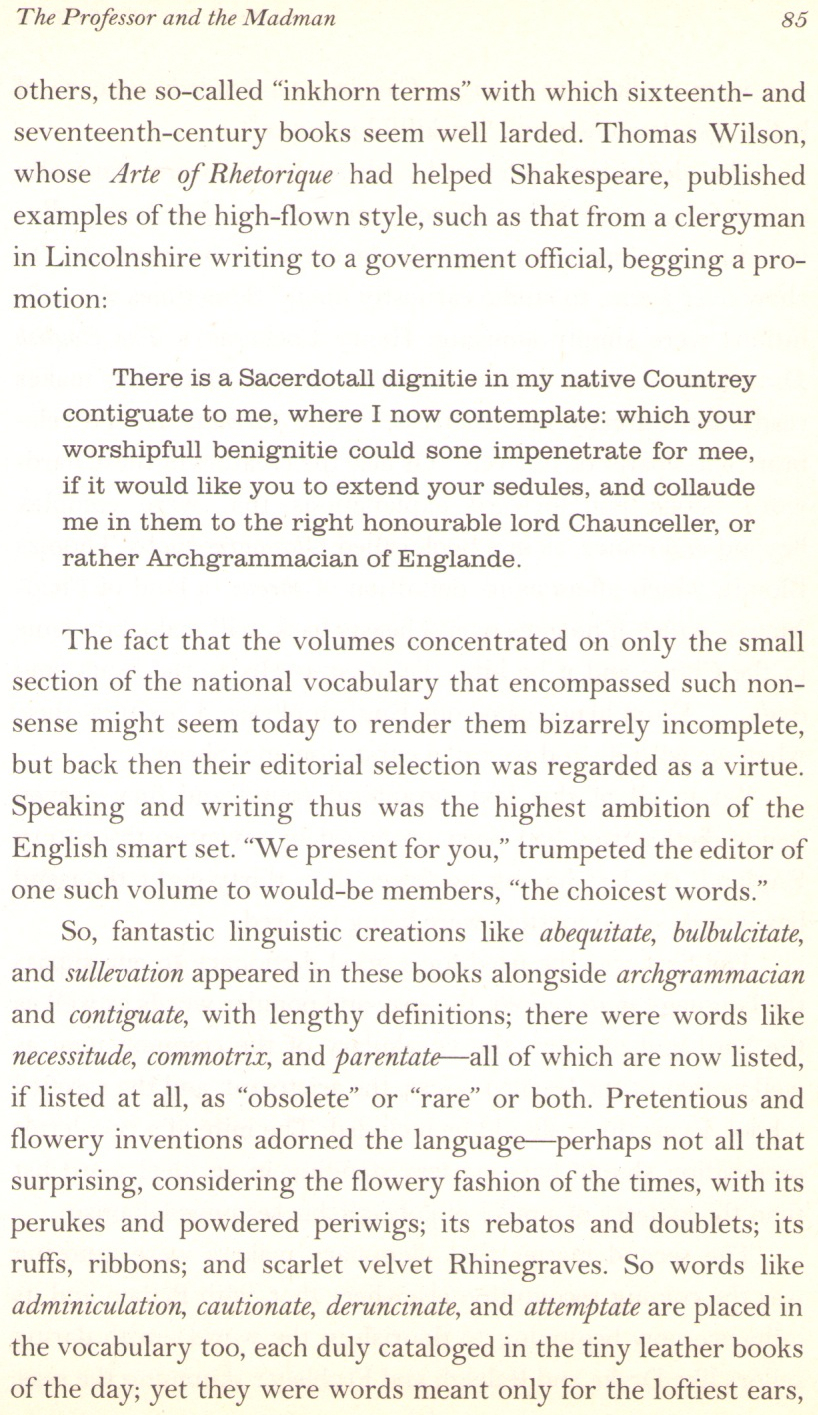 The Professor and the Madman 85
others, the so-called “inkhorn terms” with which sixteenth- and
seventeenth-century books seem well larded. Thomas Wilson,
whose Arte of Rhetorique had helped Shakespeare, published
examples of the high-flown style, such as that from a clergyman
in Lincolnshire writing to a government official, begging a pro-
motion:
There is a Sacerdotall dignitie in my native Countrey
contiguate to me, where I now contemplate: which your
worshipfull benignitie could sone impenetrate for mee,
if it would like you to extend your sedules, and collaude
me in them to the right honourable lord Chaunceller, or
rather Archgrammacian of Englande.
The fact that the volumes concentrated on only the small
section of the national vocabulary that encompassed such non-
sense might seem today to render them bizarrely incomplete,
but back then their editorial selection was regarded as a virtue.
Speaking and writing thus was the highest ambition of the
English smart set. “We present for you,” trumpeted the editor of
one such volume to would-be members, “the choicest words.”
So, fantastic linguistic creations like abequitate, bulbulcitate,
and sullevation appeared in these books alongside archgrammacian
and contiguate, with lengthy definitions; there were words like
necessitude, commotrix, and parentate—all of which are now listed,
if listed at all, as “obsolete” or “rare” or both. Pretentious and
flowery inventions adorned the language—perhaps not all that
surprising, considering the flowery fashion of the times, with its
perukes and powdered periwigs; its rebatos and doublets; its
ruffs, ribbons; and scarlet velvet Rhinegraves. So words like
adminiculation, cautionate, deruncinate, and attemptate are placed in
the vocabulary too, each duly cataloged in the tiny leather books
of the day; yet they were words meant only for the loftiest ears,